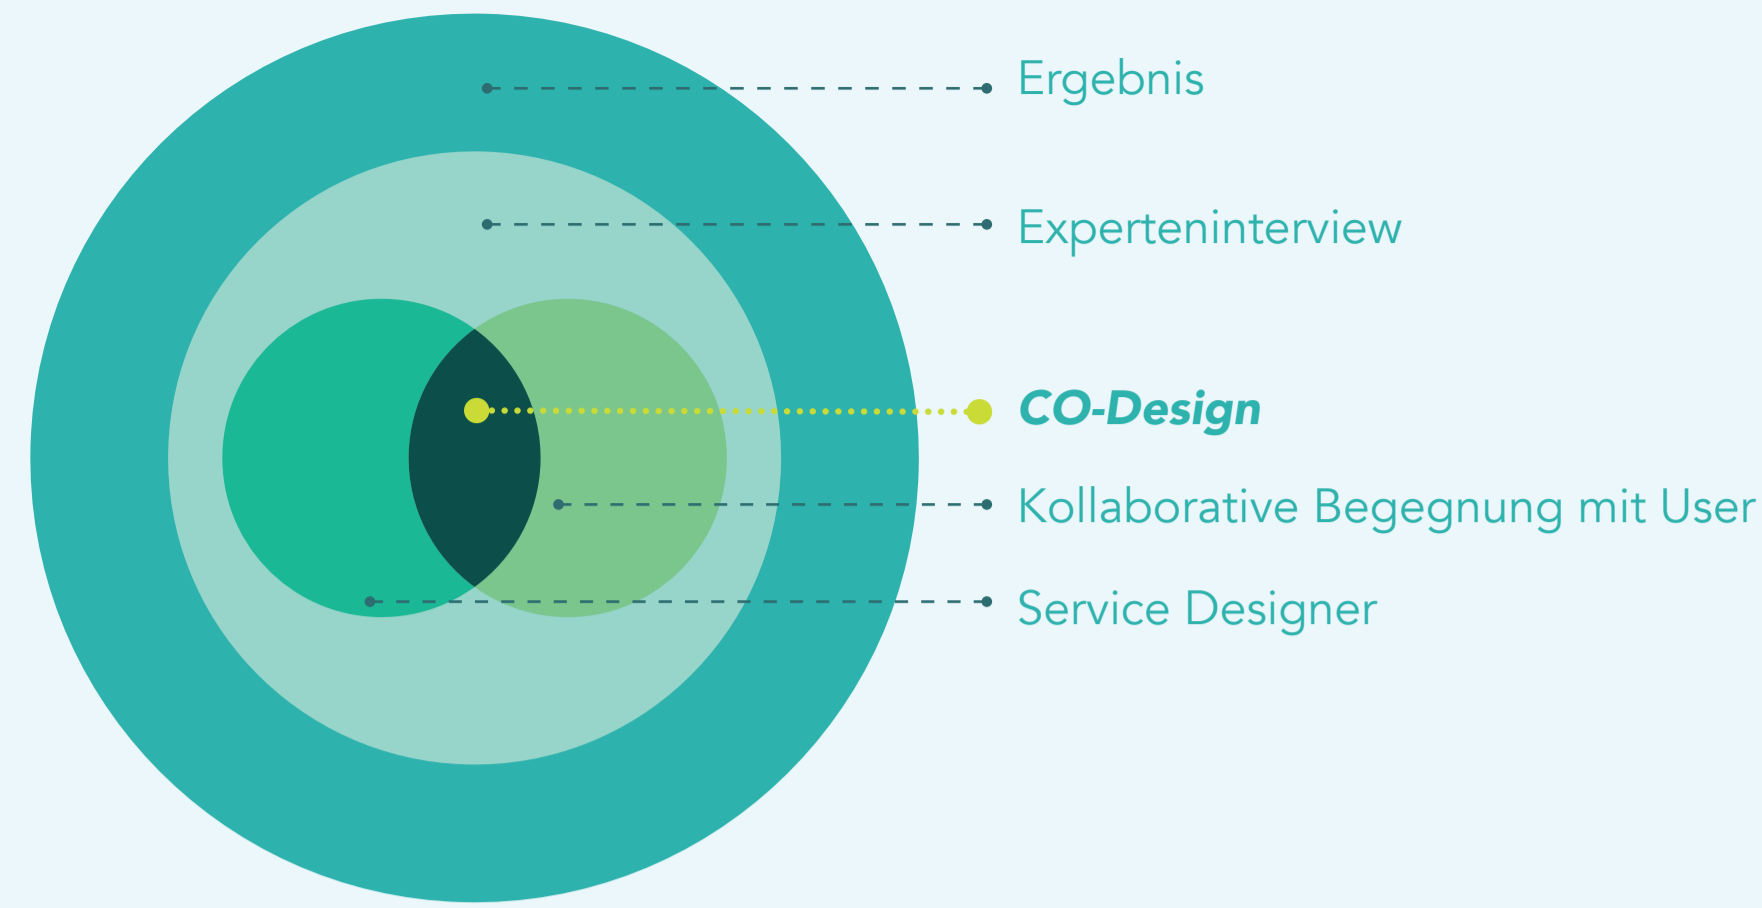 Ergebnis
Experteninterview
CO-Design
Kollaborative Begegnung mit User
Service Designer